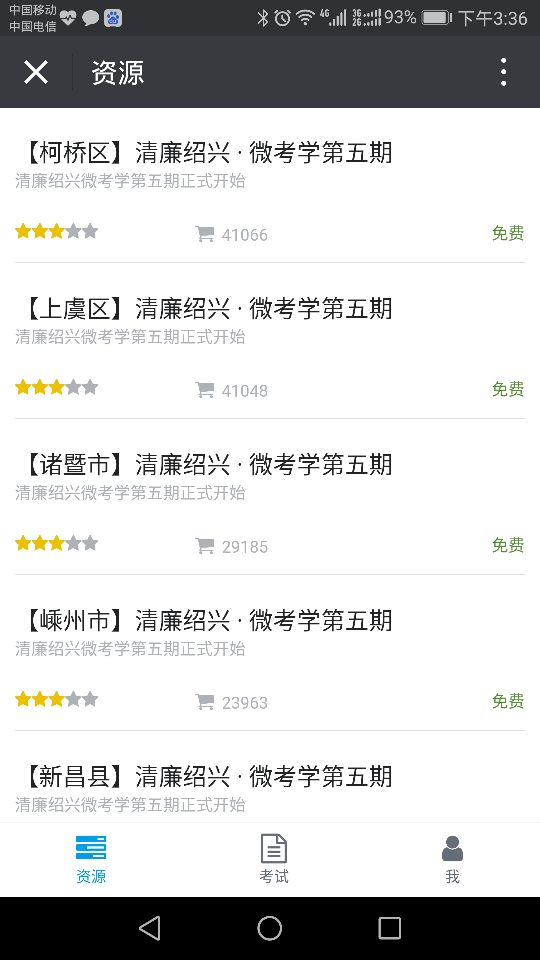 中国移动
中国电信
4G
3G
2G
93%
下午3:36
资源
【柯桥区】清廉绍兴·微考学第五期
清廉绍兴微考学第五期正式开始
41066
免费
【上虞区】清廉绍兴·微考学第五期
清廉绍兴微考学第五期正式开始
41048
免费
【诸暨市】清廉绍兴·微考学第五期
清廉绍兴微考学第五期正式开始
29185
免费
【嵊州市】清廉绍兴·微考学第五期
清廉绍兴微考学第五期正式开始
23963
免费
【新昌县】清廉绍兴·微考学第五期
清廉绍兴微考学第五期正式开始
资源
考试
我